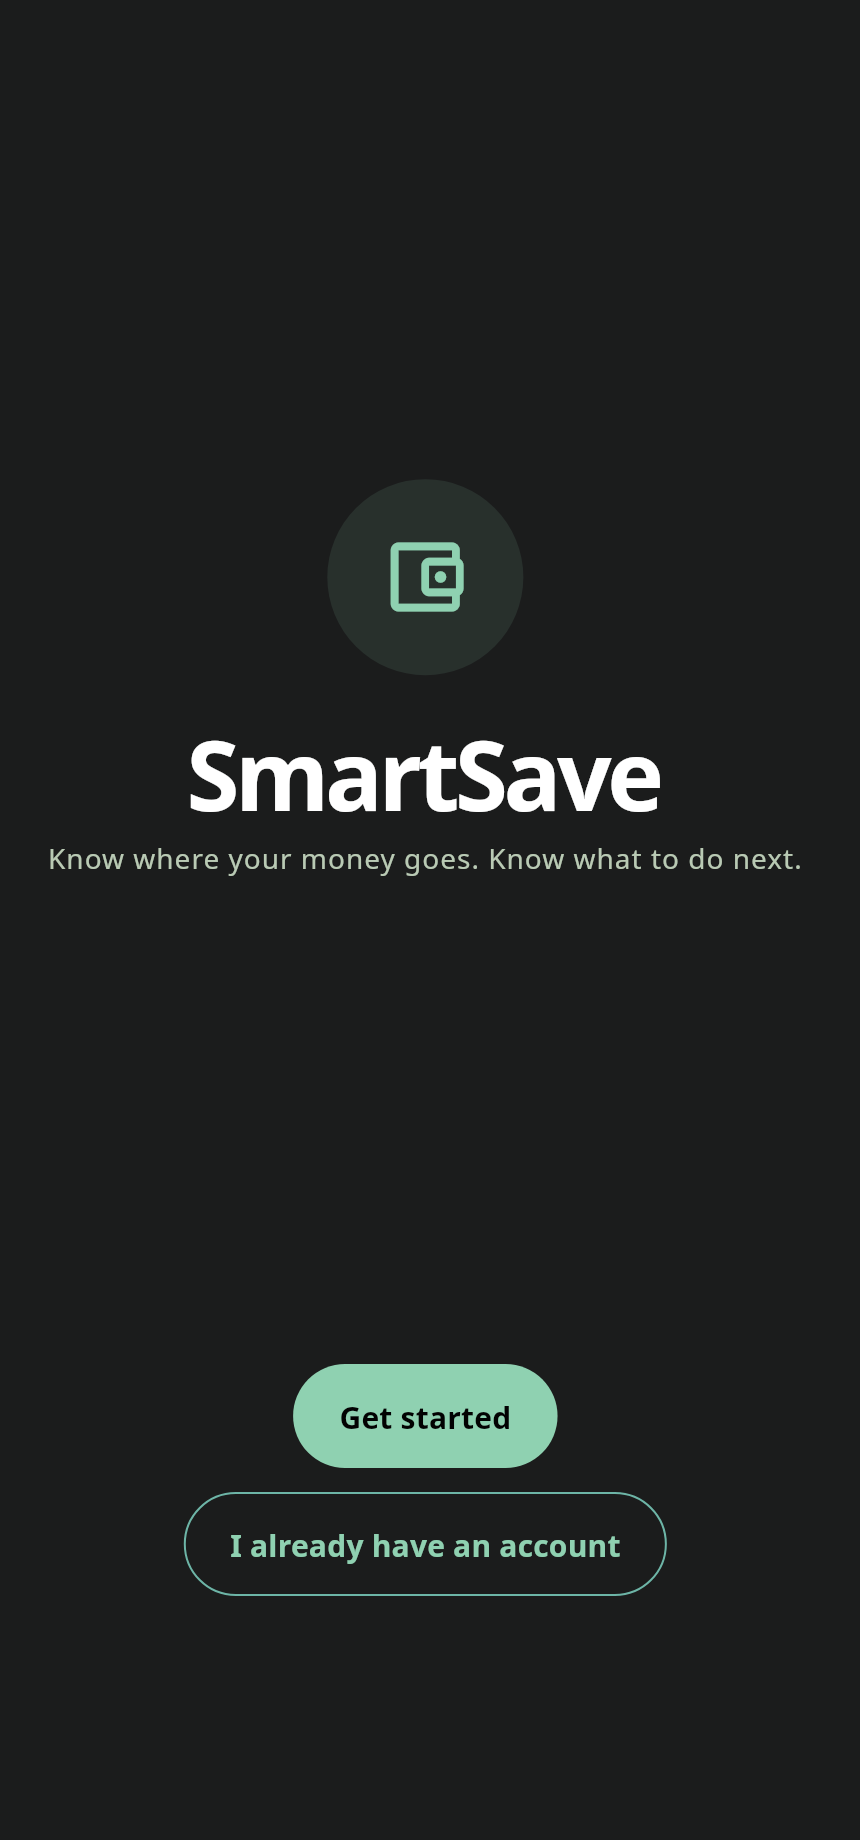 SmartSave
Know where your money goes. Know what to do next.
Get started
I already have an account